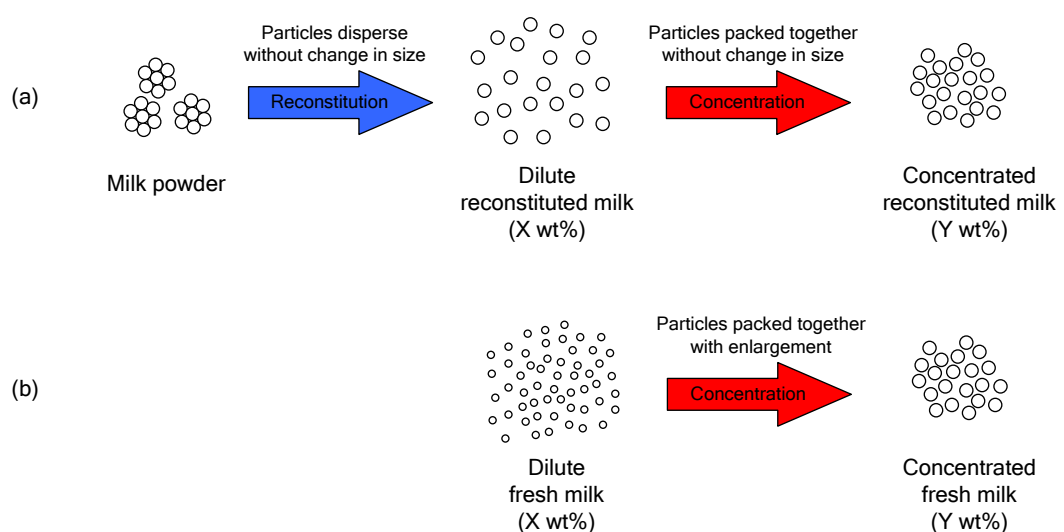 (a)
Particles disperse
without change in size
Reconstitution
Particles packed together
without change in size
Concentration
Milk powder
Dilute
reconstituted milk
(X wt%)
Concentrated
reconstituted milk
(Y wt%)
(b)
Particles packed together
with enlargement
Concentration
Dilute
fresh milk
(X wt%)
Concentrated
fresh milk
(Y wt%)